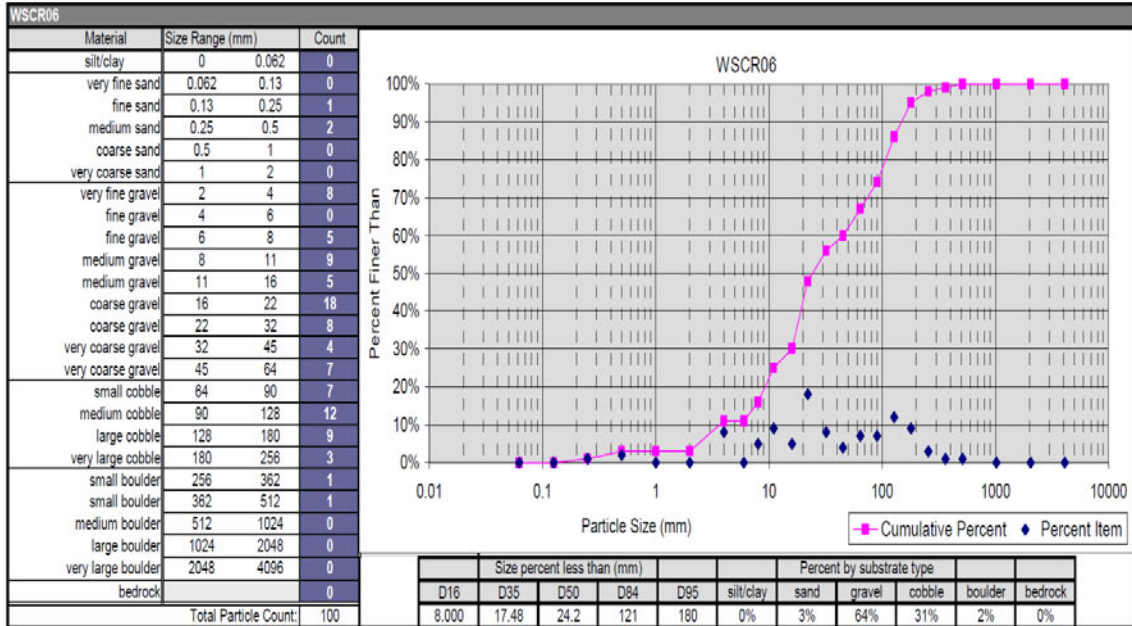 WSCR06
Material Size Range (mm) Count
silt/clay 0 0.062 0
very fine sand 0.062 0.13 0
fine sand 0.13 0.25 1
medium sand 0.25 0.5 2
coarse sand 0.5 1 0
very coarse sand 1 2 0
very fine gravel 2 4 8
fine gravel 4 6 0
fine gravel 6 8 5
medium gravel 8 11 9
medium gravel 11 16 5
coarse gravel 16 22 18
coarse gravel 22 32 8
very coarse gravel 32 45 4
very coarse gravel 45 64 7
small cobble 64 90 7
medium cobble 90 128 12
large cobble 128 180 9
very large cobble 180 256 3
small boulder 256 362 1
small boulder 362 512 1
medium boulder 512 1024 0
large boulder 1024 2048 0
very large boulder 2048 4096 0
bedrock 0
Total Particle Count: 100
WSCR06
Percent Finer Than
100%
90%
80%
70%
60%
50%
40%
30%
20%
10%
0%
0.01 0.1 1 10 100 1000 10000
Particle Size (mm)
Cumulative Percent Percent Item
Size percent less than (mm) Percent by substrate type
D16 D35 D50 D84 D95 silt/clay sand gravel cobble boulder bedrock
8.000 17.48 24.2 121 180 0% 3% 64% 31% 2% 0%